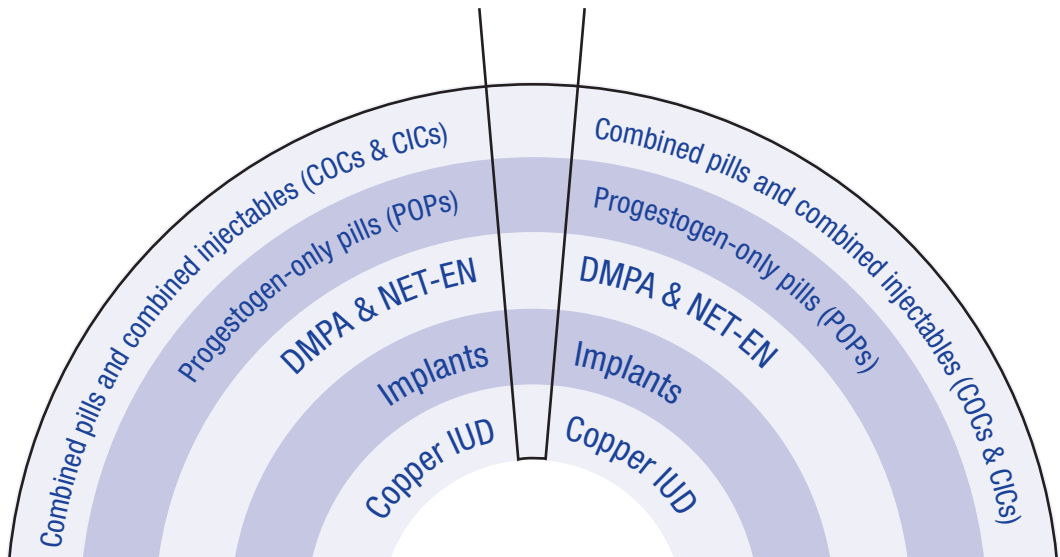 Combined pills and combined injectables (COCs & CICs)
Progestogen-only pills (POPs)
DMPA & NET-EN
Implants
Copper IUD
Combined pills and combined injectables (COCs & CICs)
Progestogen-only pills (POPs)
DMPA & NET-EN
Implants
Copper IUD